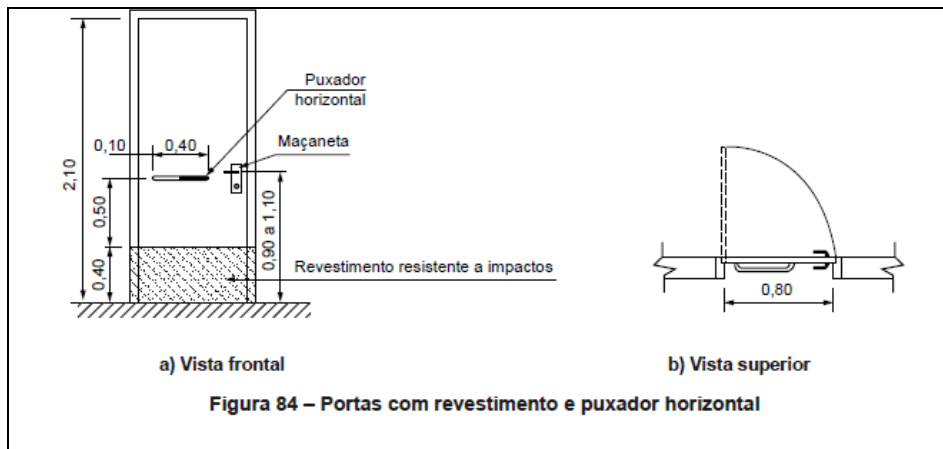 Puxador
horizontal
0,10
0,40
Maçaneta
2,10
0,50
0,90 a 1,10
0,40
Revestimento resistente a impactos
0,80
a) Vista frontal
b) Vista superior
Figura 84 – Portas com revestimento e puxador horizontal